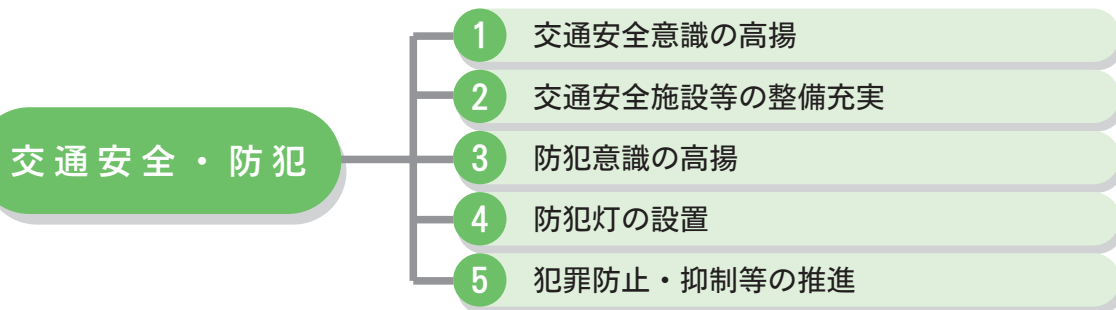 交通安全・防犯
1 交通安全意識の高揚
2 交通安全施設等の整備充実
3 防犯意識の高揚
4 防犯灯の設置
5 犯罪防止・抑制等の推進